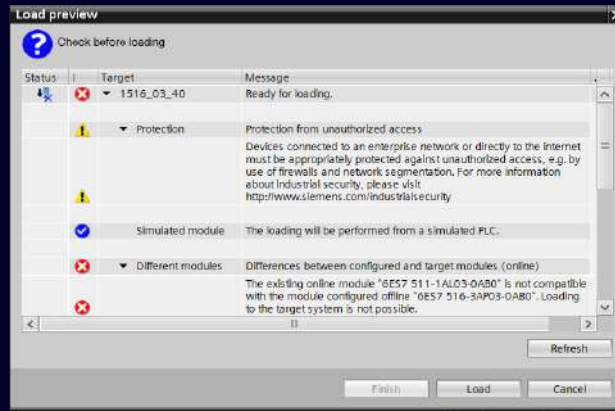 Load preview
Check before loading
Status ! Target Message
1516_03_40 Ready for loading.
Protection Protection from unauthorized access
Devices connected to an enterprise network or directly to the internet
must be appropriately protected against unauthorized access, e.g. by
use of firewalls and network segmentation. For more information
about industrial security, please visit
http://www.siemens.com/industrialsecurity
Simulated module The loading will be performed from a simulated PLC.
Different modules Differences between configured and target modules (online)
The existing online module "6ES7 511-1AL03-0AB0" is not compatible
with the module configured offline "6ES7 516-3AP03-0AB0". Loading
to the target system is not possible.
Refresh
Finish Load Cancel